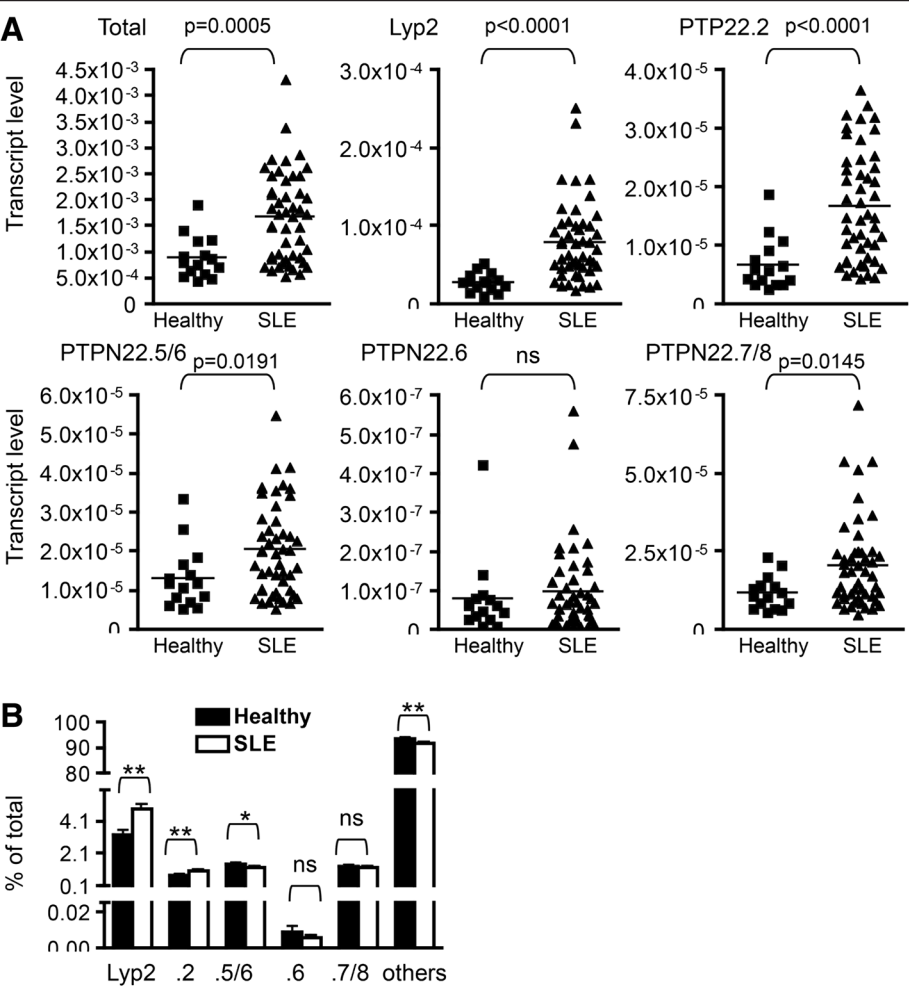 A
Total p=0.0005
Transcript level
4.5x10-3
4.0x10-3
3.5x10-3
3.0x10-3
2.5x10-3
2.0x10-3
1.5x10-3
1.0x10-3
5.0x10-4
0
Healthy SLE
Lyp2 p<0.0001
3.0x10-4
2.0x10-4
1.0x10-4
0
Healthy SLE
PTP22.2 p<0.0001
4.0x10-5
3.0x10-5
2.0x10-5
1.0x10-5
0
Healthy SLE
PTPN22.5/6 p=0.0191
Transcript level
6.0x10-5
5.0x10-5
4.0x10-5
3.0x10-5
2.0x10-5
1.0x10-5
0
Healthy SLE
PTPN22.6 ns
6.0x10-7
5.0x10-7
4.0x10-7
3.0x10-7
2.0x10-7
1.0x10-7
0
Healthy SLE
PTPN22.7/8 p=0.0145
7.5x10-5
5.0x10-5
2.5x10-5
0
Healthy SLE
B
Healthy
SLE
% of total
100
90
80
4.1
2.1
0.1
0.02
0.00
**
**
*
ns
ns
**
Lyp2 .2 .5/6 .6 .7/8 others